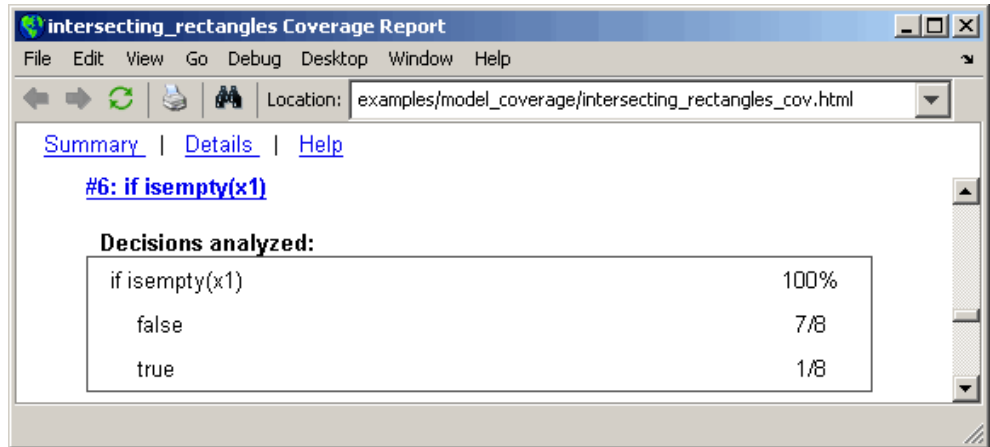 intersecting_rectangles Coverage Report
File Edit View Go Debug Desktop Window Help
Location: examples/model_coverage/intersecting_rectangles_cov.html
Summary | Details | Help
#6: if isempty(x1)
Decisions analyzed:
if isempty(x1) 100%
false 7/8
true 1/8